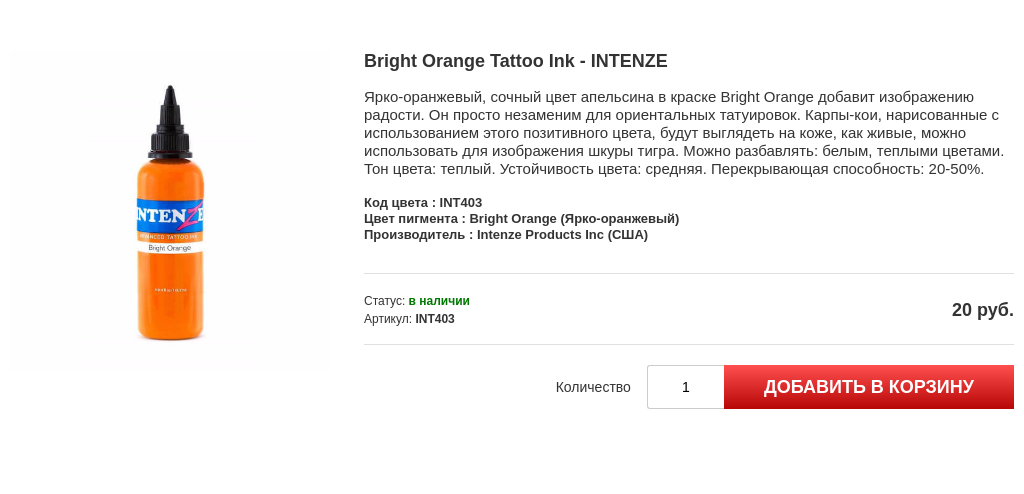 Bright Orange Tattoo Ink - INTENZE
Ярко-оранжевый, сочный цвет апельсина в краске Bright Orange добавит изображению
радости. Он просто незаменим для ориентальных татуировок. Карпы-кои, нарисованные с
использованием этого позитивного цвета, будут выглядеть на коже, как живые, можно
использовать для изображения шкуры тигра. Можно разбавлять: белым, теплыми цветами.
Тон цвета: теплый. Устойчивость цвета: средняя. Перекрывающая способность: 20-50%.
Код цвета : INT403
Цвет пигмента : Bright Orange (Ярко-оранжевый)
Производитель : Intenze Products Inc (США)
INTENZE
ADVANCED TATTOO INK
Bright Orange
Статус: в наличии
Артикул: INT403
20 руб.
Количество
1
ДОБАВИТЬ В КОРЗИНУ